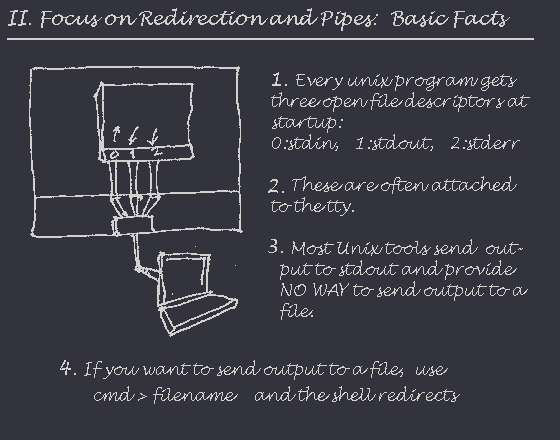 II. Focus on Redirection and Pipes: Basic Facts
0 1 2
1. Every unix program gets
three open file descriptors at
startup:
0:stdin, 1:stdout, 2:stderr
2. These are often attached
to the tty.
3. Most Unix tools send out-
put to stdout and provide
NO WAY to send output to a
file.
4. If you want to send output to a file, use
cmd > filename and the shell redirects